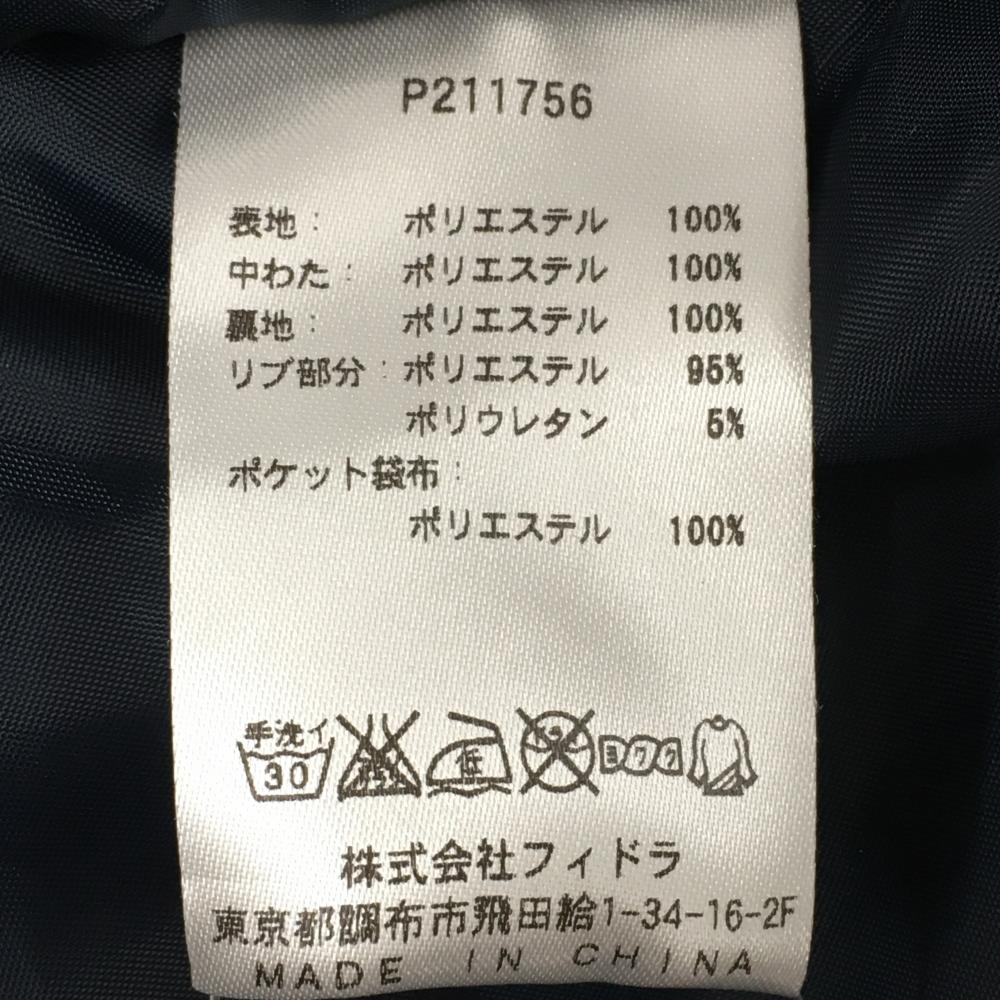 P211756
表地: ポリエステル 100%
中わた: ポリエステル 100%
裏地: ポリエステル 100%
リブ部分: ポリエステル 95%
ポリウレタン 5%
ポケット袋布:
ポリエステル 100%
手洗イ
30 低
株式会社フィドラ
東京都調布市飛田給1-34-16-2F
MADE IN CHINA